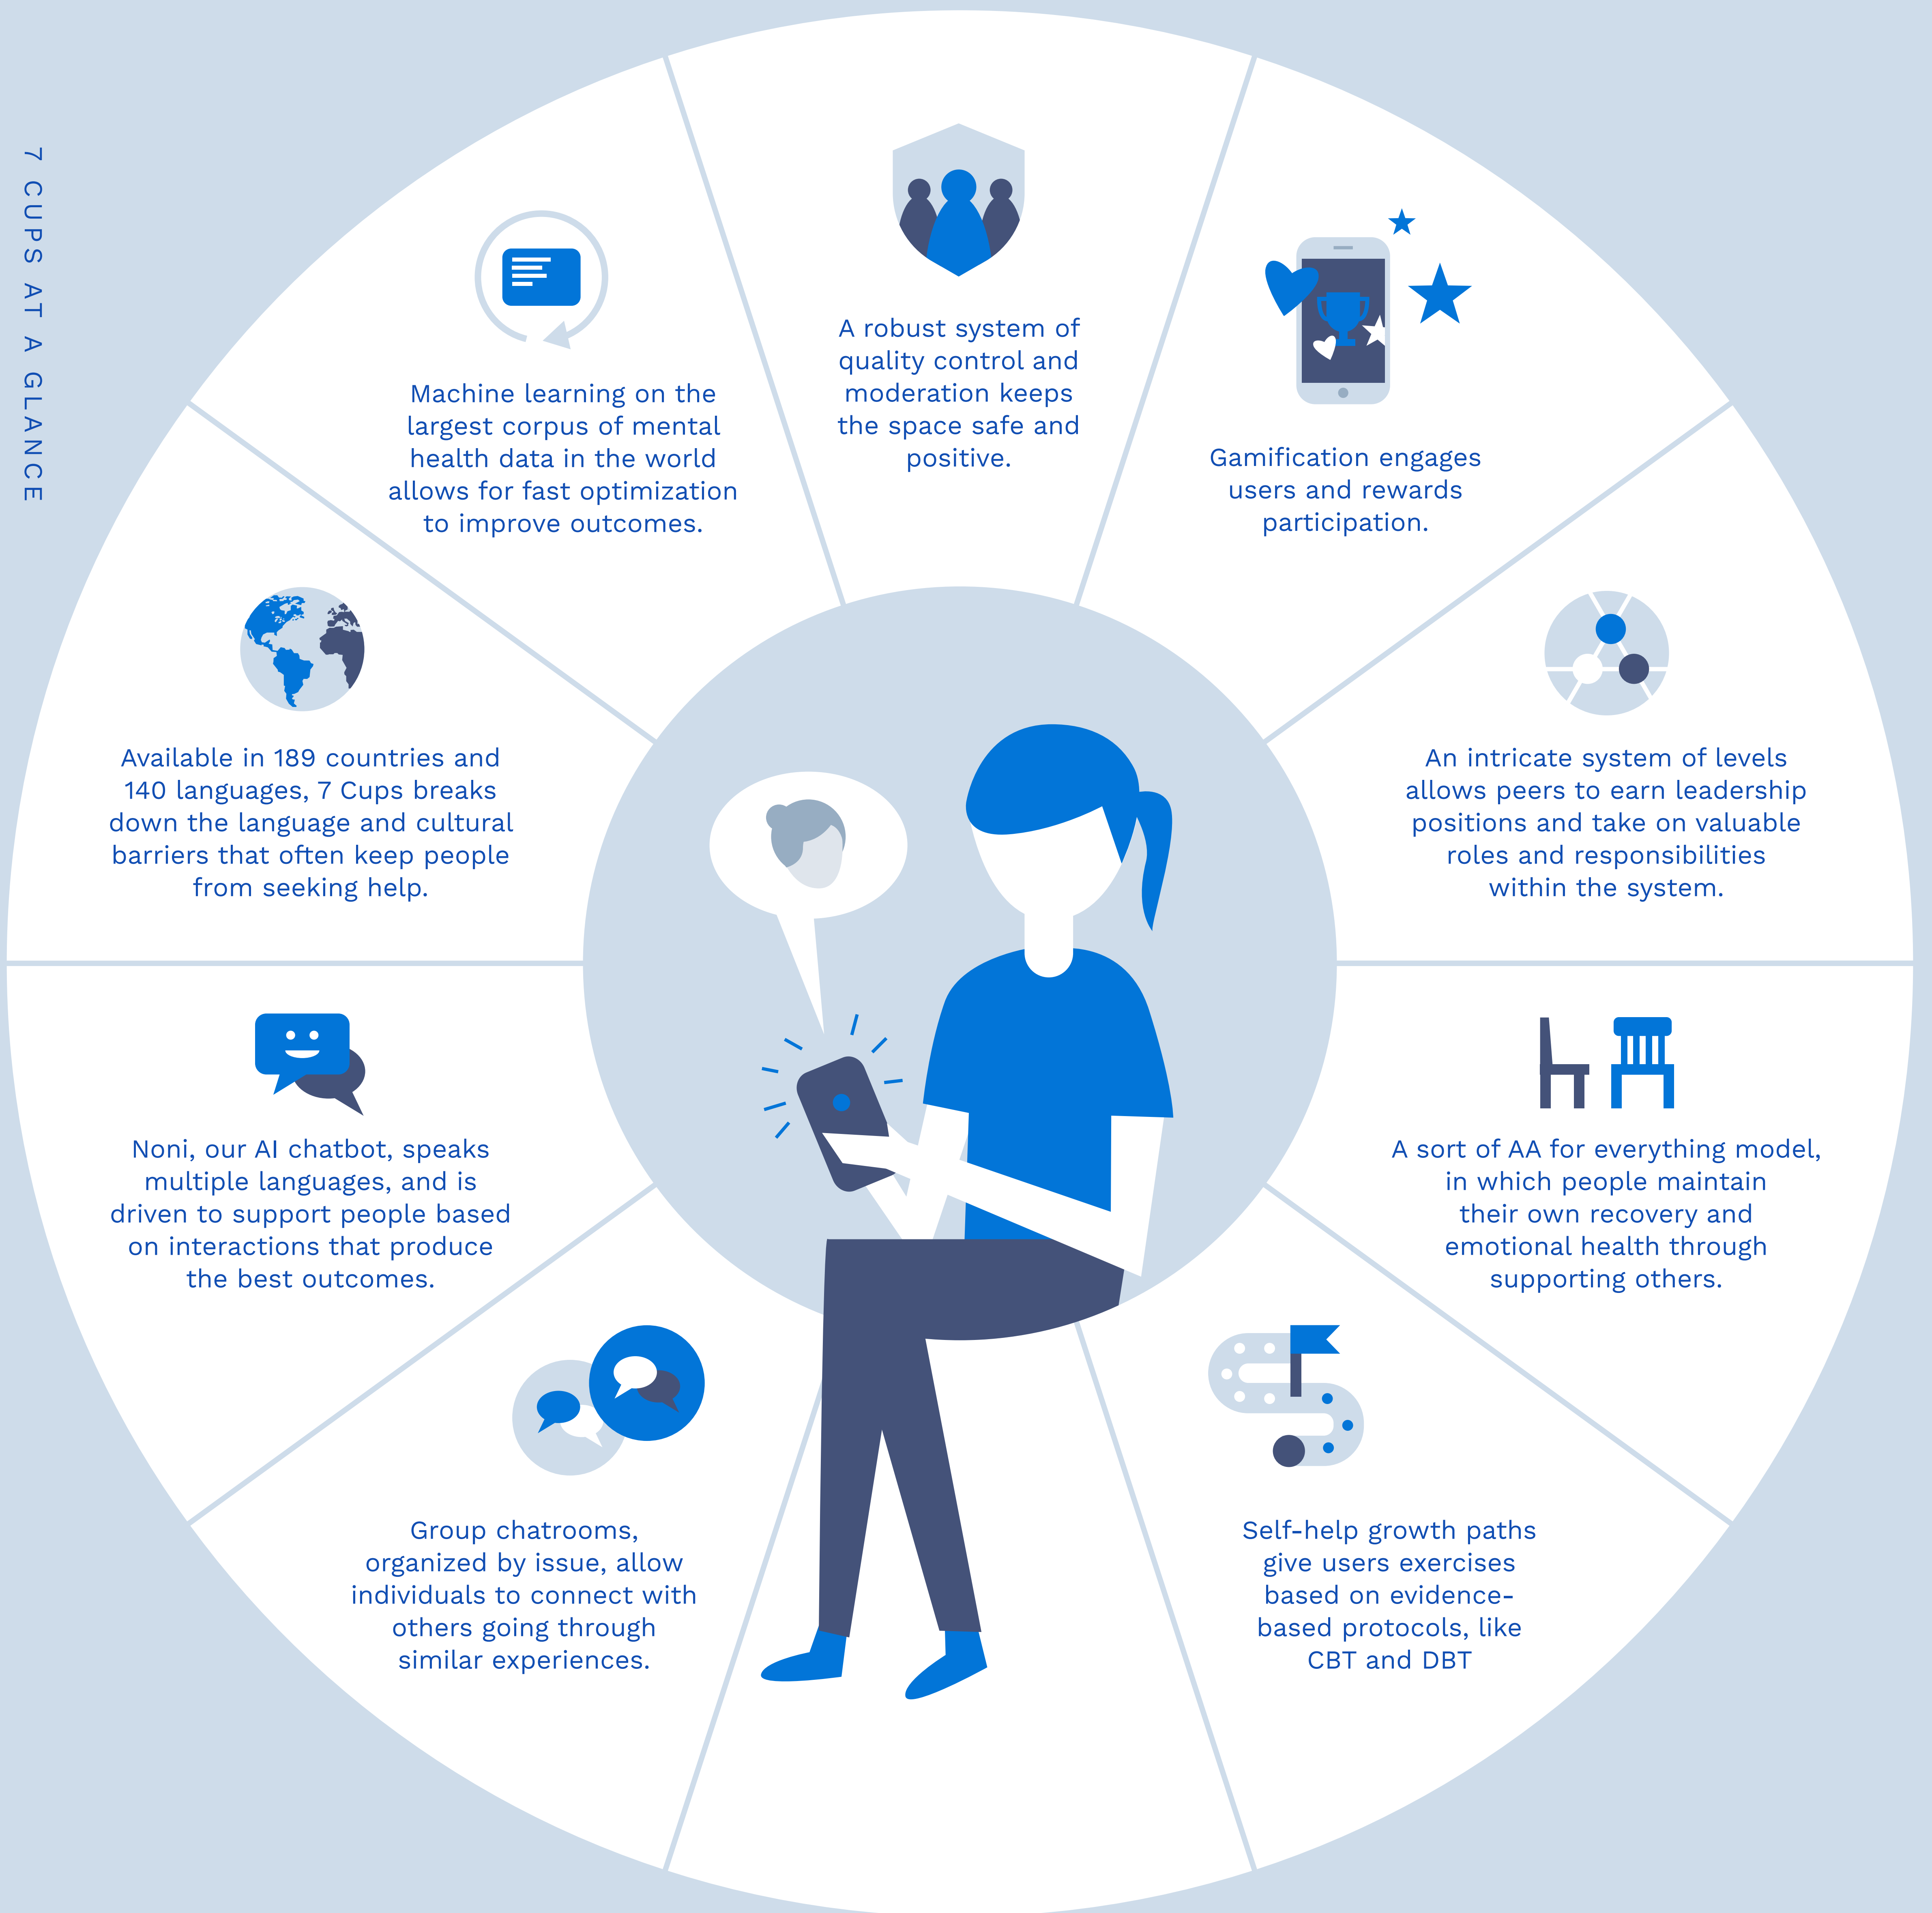 7 CUPS AT A GLANCE
A robust system of
quality control and
moderation keeps
the space safe and
positive.
Gamification engages
users and rewards
participation.
An intricate system of levels
allows peers to earn leadership
positions and take on valuable
roles and responsibilities
within the system.
A sort of AA for everything model,
in which people maintain
their own recovery and
emotional health through
supporting others.
Self-help growth paths
give users exercises
based on evidence-
based protocols, like
CBT and DBT
Group chatrooms,
organized by issue, allow
individuals to connect with
others going through
similar experiences.
Noni, our AI chatbot, speaks
multiple languages, and is
driven to support people based
on interactions that produce
the best outcomes.
Available in 189 countries and
140 languages, 7 Cups breaks
down the language and cultural
barriers that often keep people
from seeking help.
Machine learning on the
largest corpus of mental
health data in the world
allows for fast optimization
to improve outcomes.